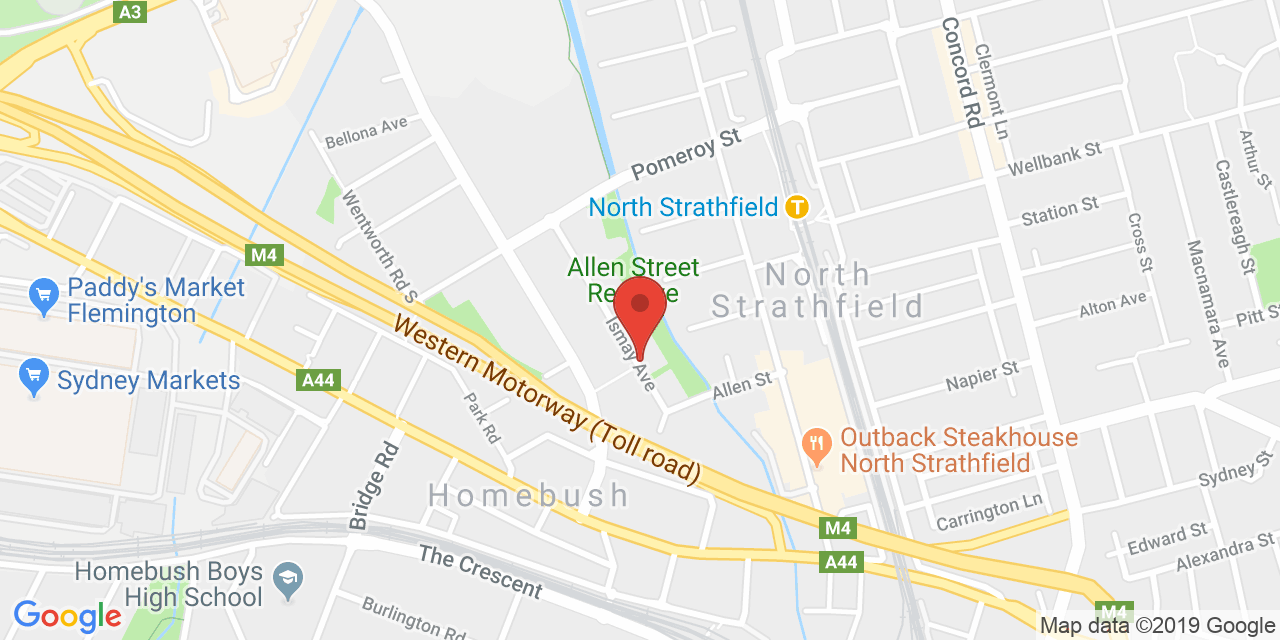 A3
Concord Rd
Clermont Ln
Bellona Ave
Pomeroy St
Wellbank St
Arthur St
Castlereagh St
Wentworth Rd S
North Strathfield
T
Station St
Cross St
Macnamara Ave
M4
Allen Street
North
Strathfield
Paddy's Market
Flemington
Alton Ave
Pitt St
Ismay Ave
Western Motorway (Toll road)
Sydney Markets
A44
Allen St
Napier St
Park Rd
Outback Steakhouse
North Strathfield
Bridge Rd
Homebush
Sydney St
Carrington Ln
M4
Edward St
Alexandra St
A44
The Crescent
Homebush Boys
High School
Burlington Rd
Google
M4
Map data ©2019 Google